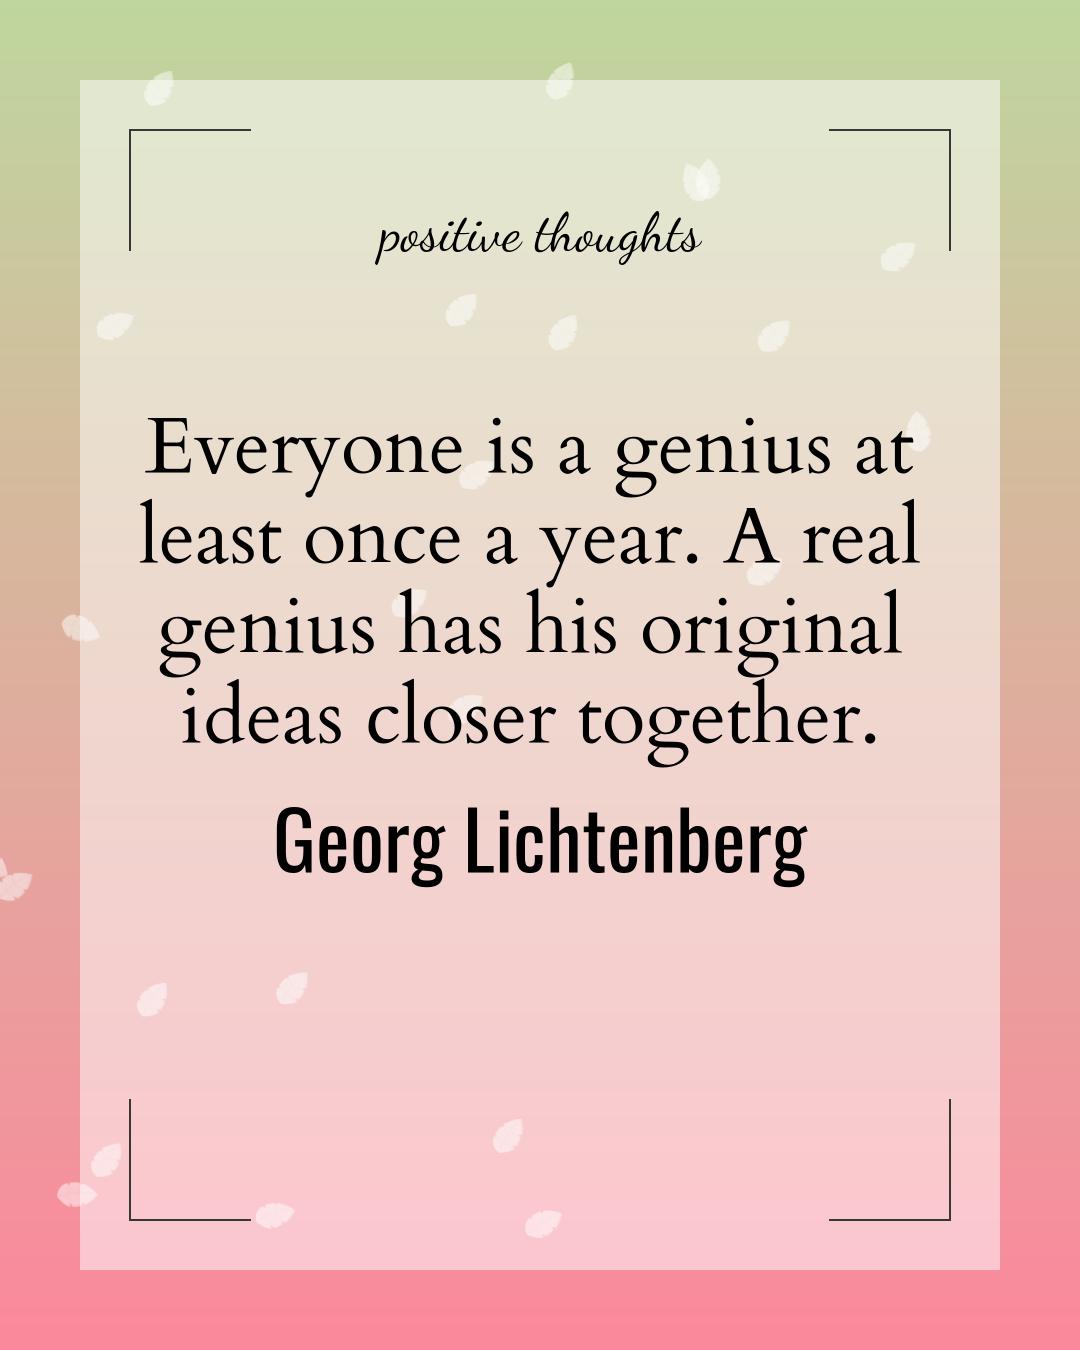 positive thoughts
Everyone is a genius at
least once a year. A real
genius has his original
ideas closer together.
Georg Lichtenberg